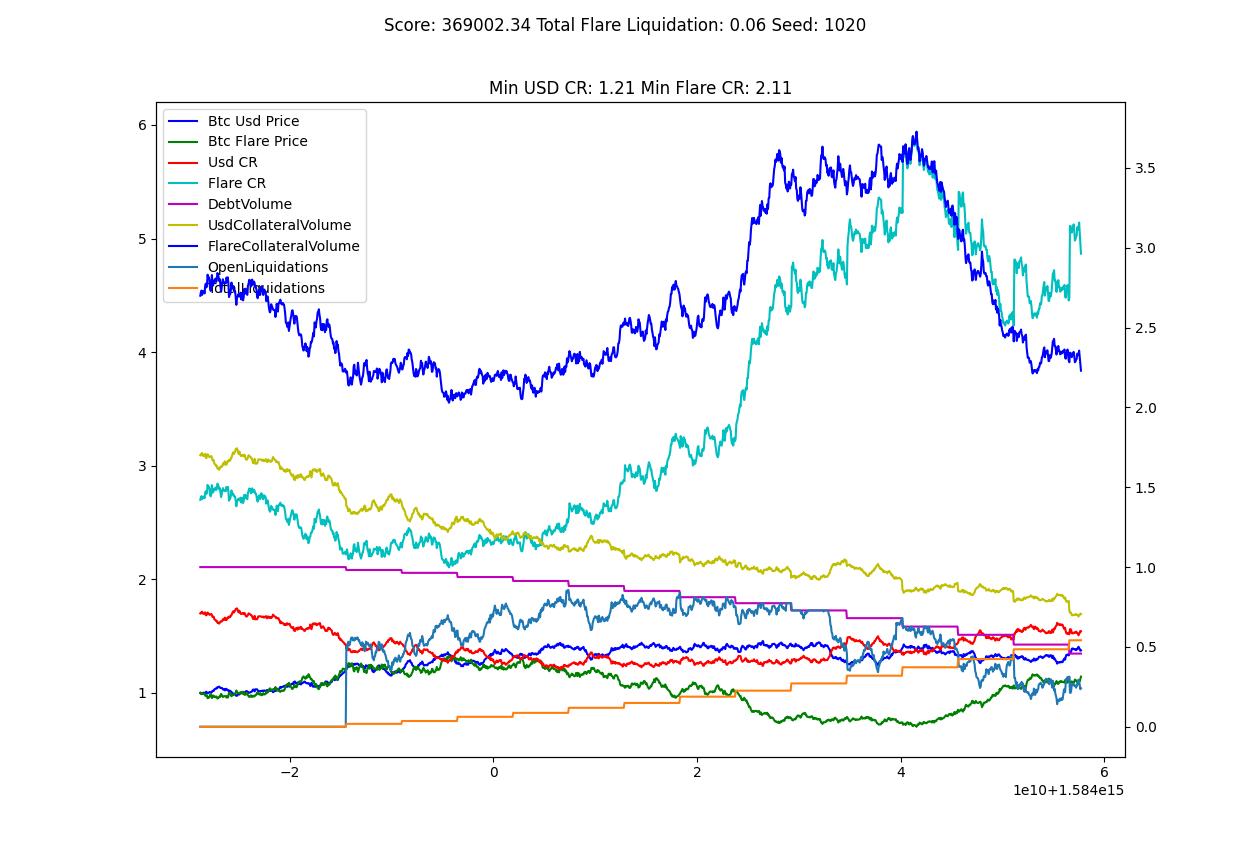 Score: 369002.34 Total Flare Liquidation: 0.06 Seed: 1020
Min USD CR: 1.21 Min Flare CR: 2.11
Btc Usd Price
Btc Flare Price
Usd CR
Flare CR
DebtVolume
UsdCollateralVolume
FlareCollateralVolume
OpenLiquidations
TotalLiquidations
6
5
4
3
2
1
3.5
3.0
2.5
2.0
1.5
1.0
0.5
0.0
−2
0
2
4
6
1e10+1.584e15